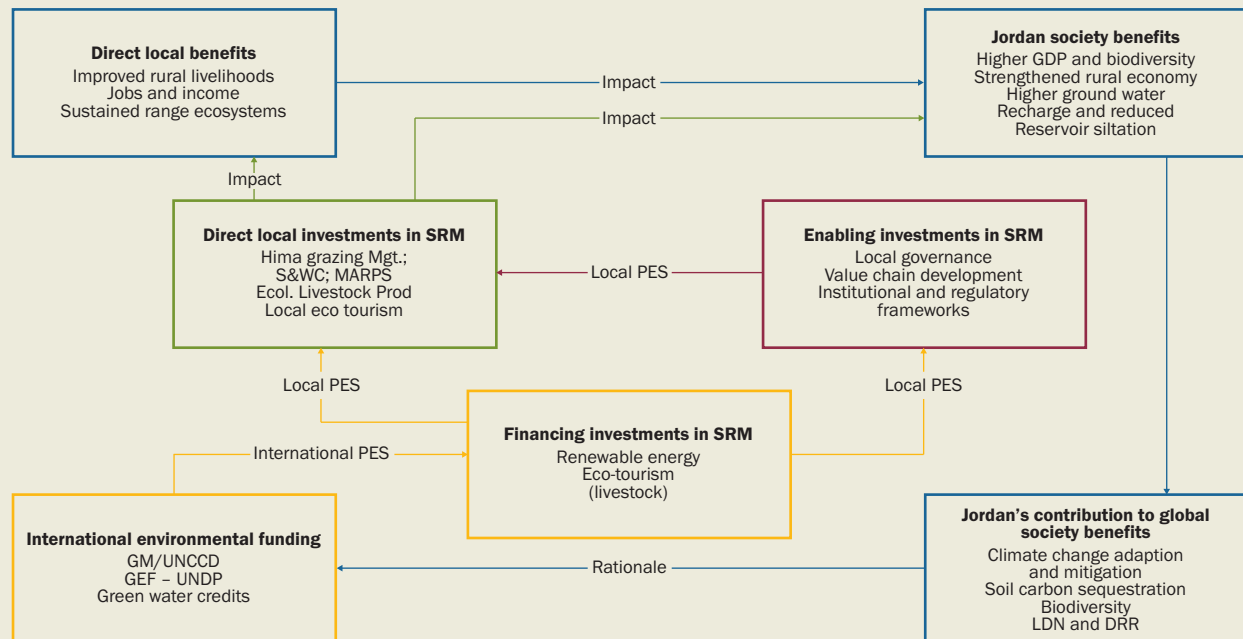 Direct local benefits
Improved rural livelihoods
Jobs and income
Sustained range ecosystems
Jordan society benefits
Higher GDP and biodiversity
Strengthened rural economy
Higher ground water
Recharge and reduced
Reservoir siltation
Impact
Impact
Impact
Direct local investments in SRM
Hima grazing Mgt.;
S&WC; MARPS
Ecol. Livestock Prod
Local eco tourism
Local PES
Enabling investments in SRM
Local governance
Value chain development
Institutional and regulatory
frameworks
Local PES
Local PES
Financing investments in SRM
Renewable energy
Eco-tourism
(livestock)
International PES
International environmental funding
GM/UNCCD
GEF – UNDP
Green water credits
Rationale
Jordan’s contribution to global
society benefits
Climate change adaption
and mitigation
Soil carbon sequestration
Biodiversity
LDN and DRR